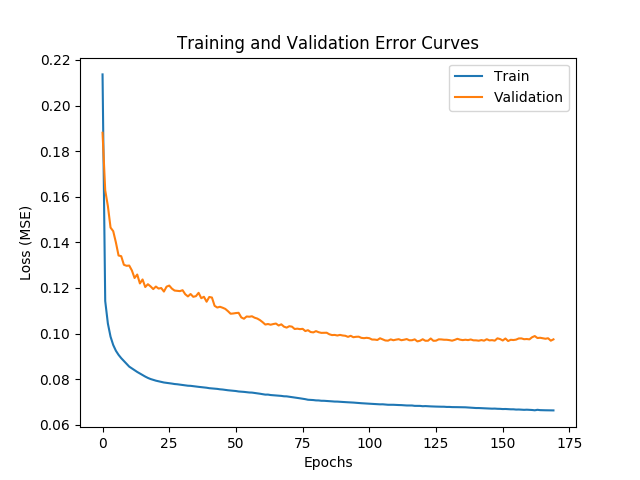 Training and Validation Error Curves
Train
Validation
0.22
0.20
0.18
0.16
0.14
0.12
0.10
0.08
0.06
Loss (MSE)
0 25 50 75 100 125 150 175
Epochs